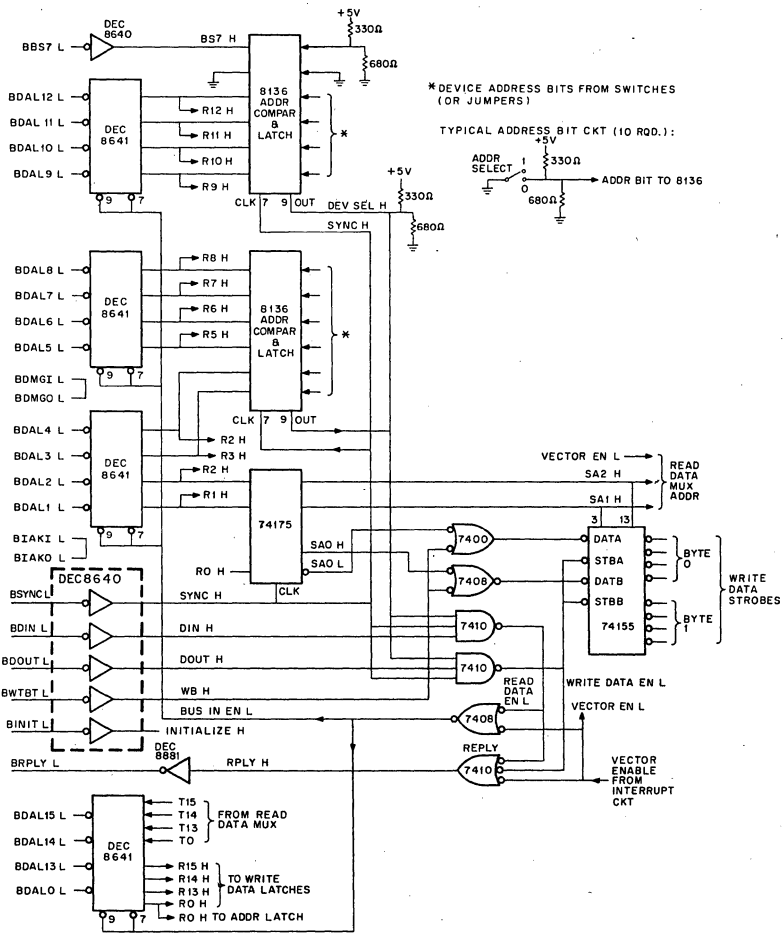 DEC
8640
BBS7 L
BS7 H
+5V
330Ω
680Ω
8136
ADDR
COMPAR
&
LATCH
*
BDAL12 L
BDAL 11 L
BDAL10 L
BDAL9 L
DEC
8641
R12 H
R11 H
R10 H
R9 H
9 7
CLK 7 9 OUT
*DEVICE ADDRESS BITS FROM SWITCHES
(OR JUMPERS)
TYPICAL ADDRESS BIT CKT (10 RQD.):
+5V
330Ω
ADDR
SELECT
1
0
680Ω
ADDR BIT TO 8136
DEV SEL H
SYNC H
+5V
330Ω
680Ω
BDAL8 L
BDAL7 L
BDAL6 L
BDAL5 L
DEC
8641
R8 H
R7 H
R6 H
R5 H
9 7
8136
ADDR
COMPAR
&
LATCH
*
CLK 7 9 OUT
BDMGI L
BDMGO L
BDAL4 L
BDAL3 L
BDAL2 L
BDAL1 L
DEC
8641
R2 H
R3 H
R2 H
R1 H
9 7
BIAKI L
BIAKO L
74175
RO H
SAO H
SAO L
CLK
VECTOR EN L
SA2 H
SA1 H
READ
DATA
MUX
ADDR
3 13
7400
7408
7410
7410
DATA
STBA
DATB
STBB
74155
BYTE
0
BYTE
1
WRITE
DATA
STROBES
DEC8640
BSYNC L
BDIN L
BDOUT L
BWTBT L
BINIT L
SYNC H
DIN H
DOUT H
WB H
BUS IN EN L
INITIALIZE H
READ
DATA
EN L
WRITE DATA EN L
7408
VECTOR EN L
REPLY
7410
VECTOR
ENABLE
FROM
INTERRUPT
CKT
BRPLY L
DEC
8881
RPLY H
BDAL15 L
BDAL14 L
BDAL13 L
BDALO L
DEC
8641
T15
T14
T13
TO
FROM READ
DATA MUX
R15 H
R14 H
R13 H
RO H
TO WRITE
DATA LATCHES
RO H TO ADDR LATCH
9 7